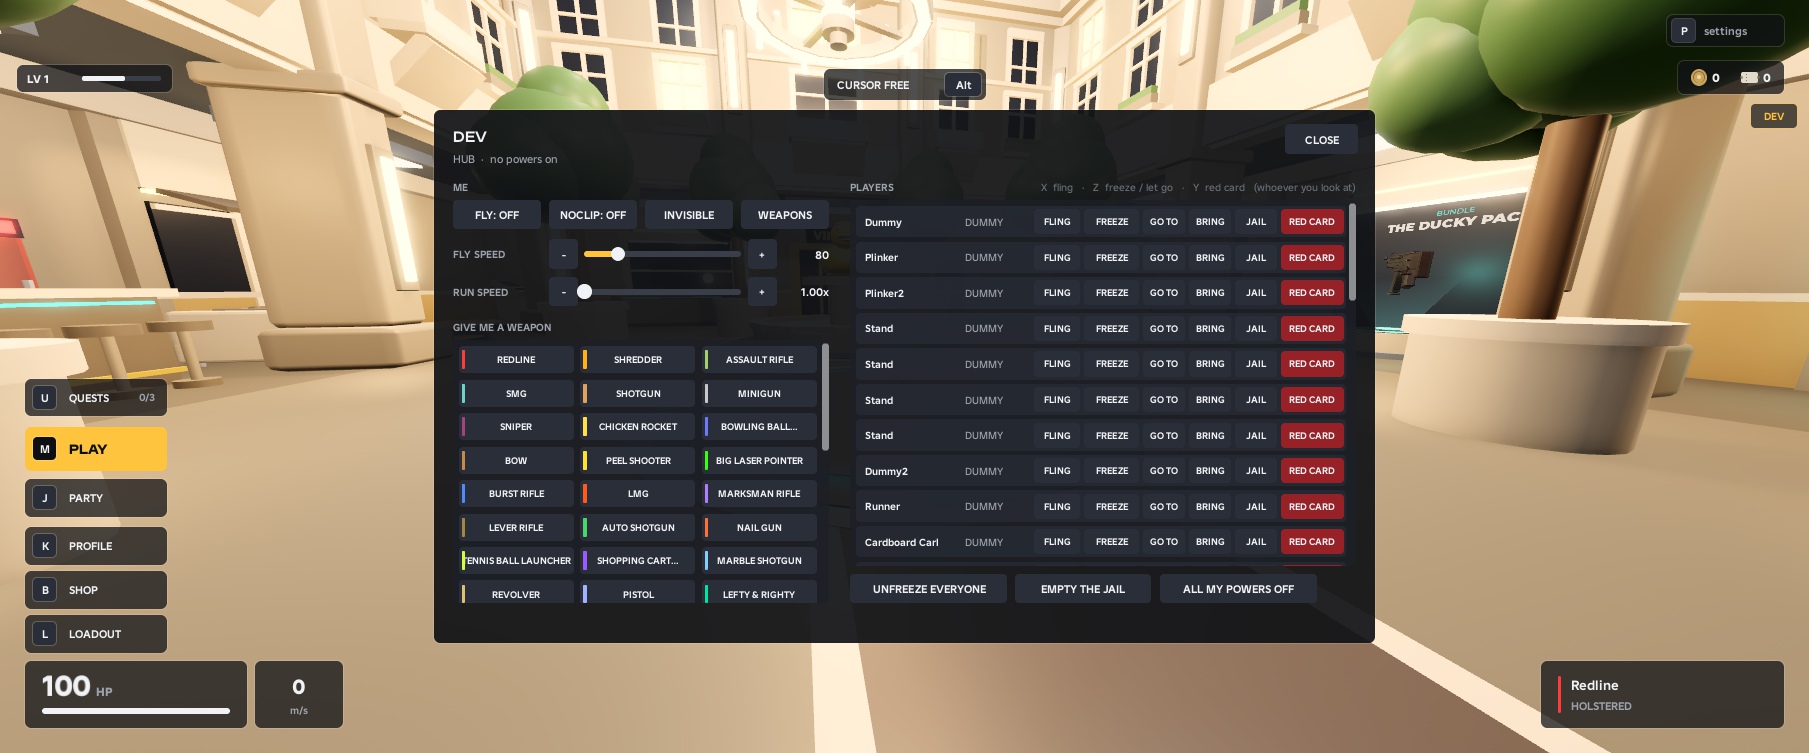 P settings
LV 1
CURSOR FREE Alt
0 0
DEV
DEV
CLOSE
HUB · no powers on
ME
FLY: OFF NOCLIP: OFF INVISIBLE WEAPONS
FLY SPEED - + 80
RUN SPEED - + 1.00x
GIVE ME A WEAPON
REDLINE SHREDDER ASSAULT RIFLE
SMG SHOTGUN MINIGUN
SNIPER CHICKEN ROCKET BOWLING BALL...
BOW PEEL SHOOTER BIG LASER POINTER
BURST RIFLE LMG MARKSMAN RIFLE
LEVER RIFLE AUTO SHOTGUN NAIL GUN
TENNIS BALL LAUNCHER SHOPPING CART... MARBLE SHOTGUN
REVOLVER PISTOL LEFTY & RIGHTY
PLAYERS X fling · Z freeze / let go · Y red card (whoever you look at)
Dummy DUMMY FLING FREEZE GO TO BRING JAIL RED CARD
Plinker DUMMY FLING FREEZE GO TO BRING JAIL RED CARD
Plinker2 DUMMY FLING FREEZE GO TO BRING JAIL RED CARD
Stand DUMMY FLING FREEZE GO TO BRING JAIL RED CARD
Stand DUMMY FLING FREEZE GO TO BRING JAIL RED CARD
Stand DUMMY FLING FREEZE GO TO BRING JAIL RED CARD
Stand DUMMY FLING FREEZE GO TO BRING JAIL RED CARD
Dummy2 DUMMY FLING FREEZE GO TO BRING JAIL RED CARD
Runner DUMMY FLING FREEZE GO TO BRING JAIL RED CARD
Cardboard Carl DUMMY FLING FREEZE GO TO BRING JAIL RED CARD
UNFREEZE EVERYONE EMPTY THE JAIL ALL MY POWERS OFF
BUNDLE
THE DUCKY PAC
U QUESTS 0/3
M PLAY
J PARTY
K PROFILE
B SHOP
L LOADOUT
100 HP
0
m/s
Redline
HOLSTERED